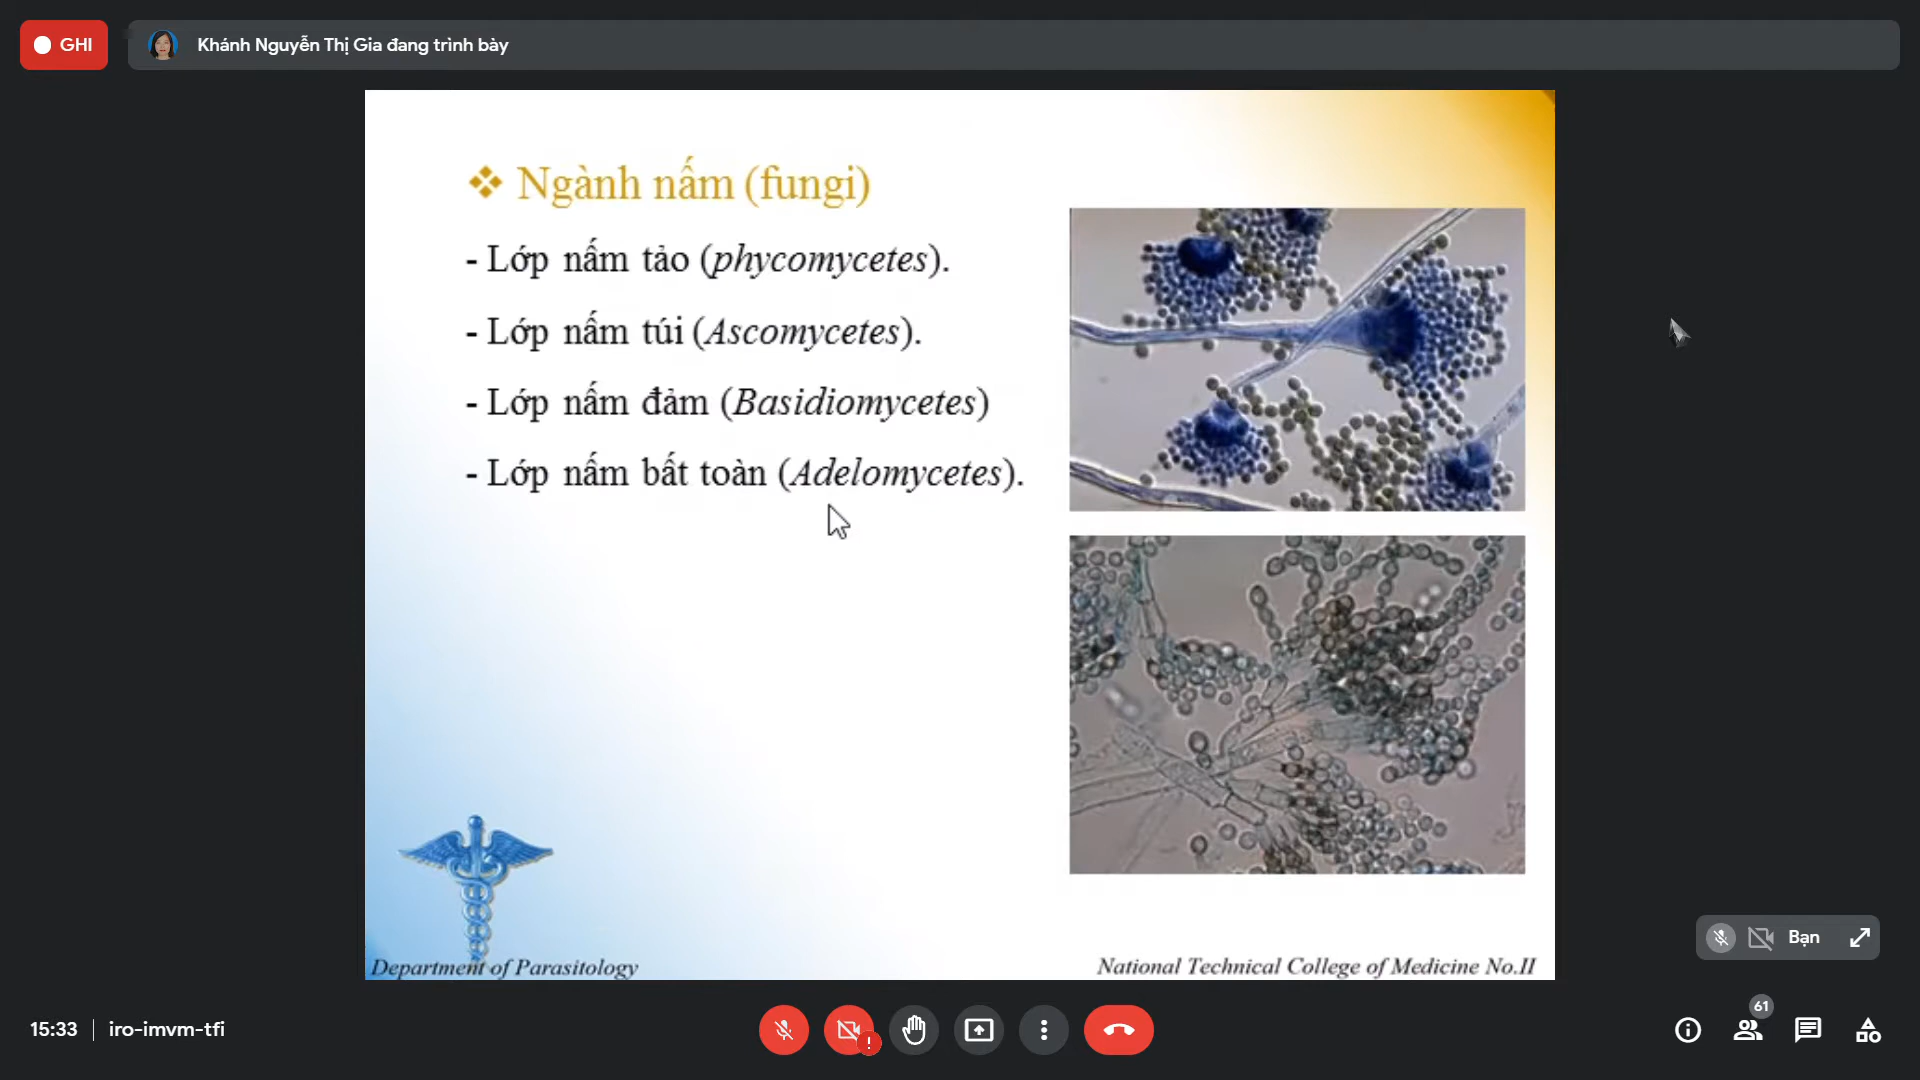 GHI
Khánh Nguyễn Thị Gia đang trình bày
Ngành nấm (fungi)
- Lớp nấm tảo (phycomycetes).
- Lớp nấm túi (Ascomycetes).
- Lớp nấm đảm (Basidiomycetes)
- Lớp nấm bất toàn (Adelomycetes).
Department of Parasitology
National Technical College of Medicine No.II
Bạn
15:33 | iro-imvm-tfi
61